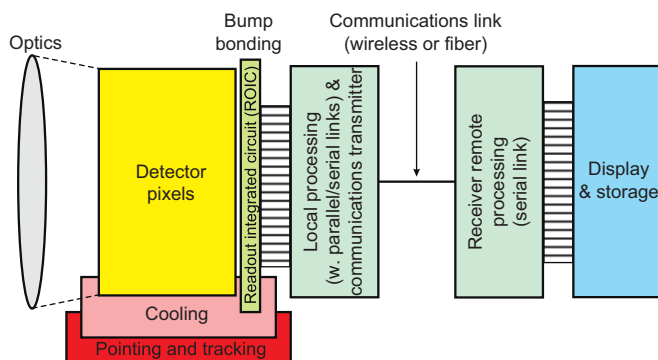 Optics
Bump
bonding
Communications link
(wireless or fiber)
Detector
pixels
Readout integrated circuit (ROIC)
Local processing
(w. parallel/serial links) &
communications transmitter
Receiver remote
processing
(serial link)
Display
& storage
Cooling
Pointing and tracking